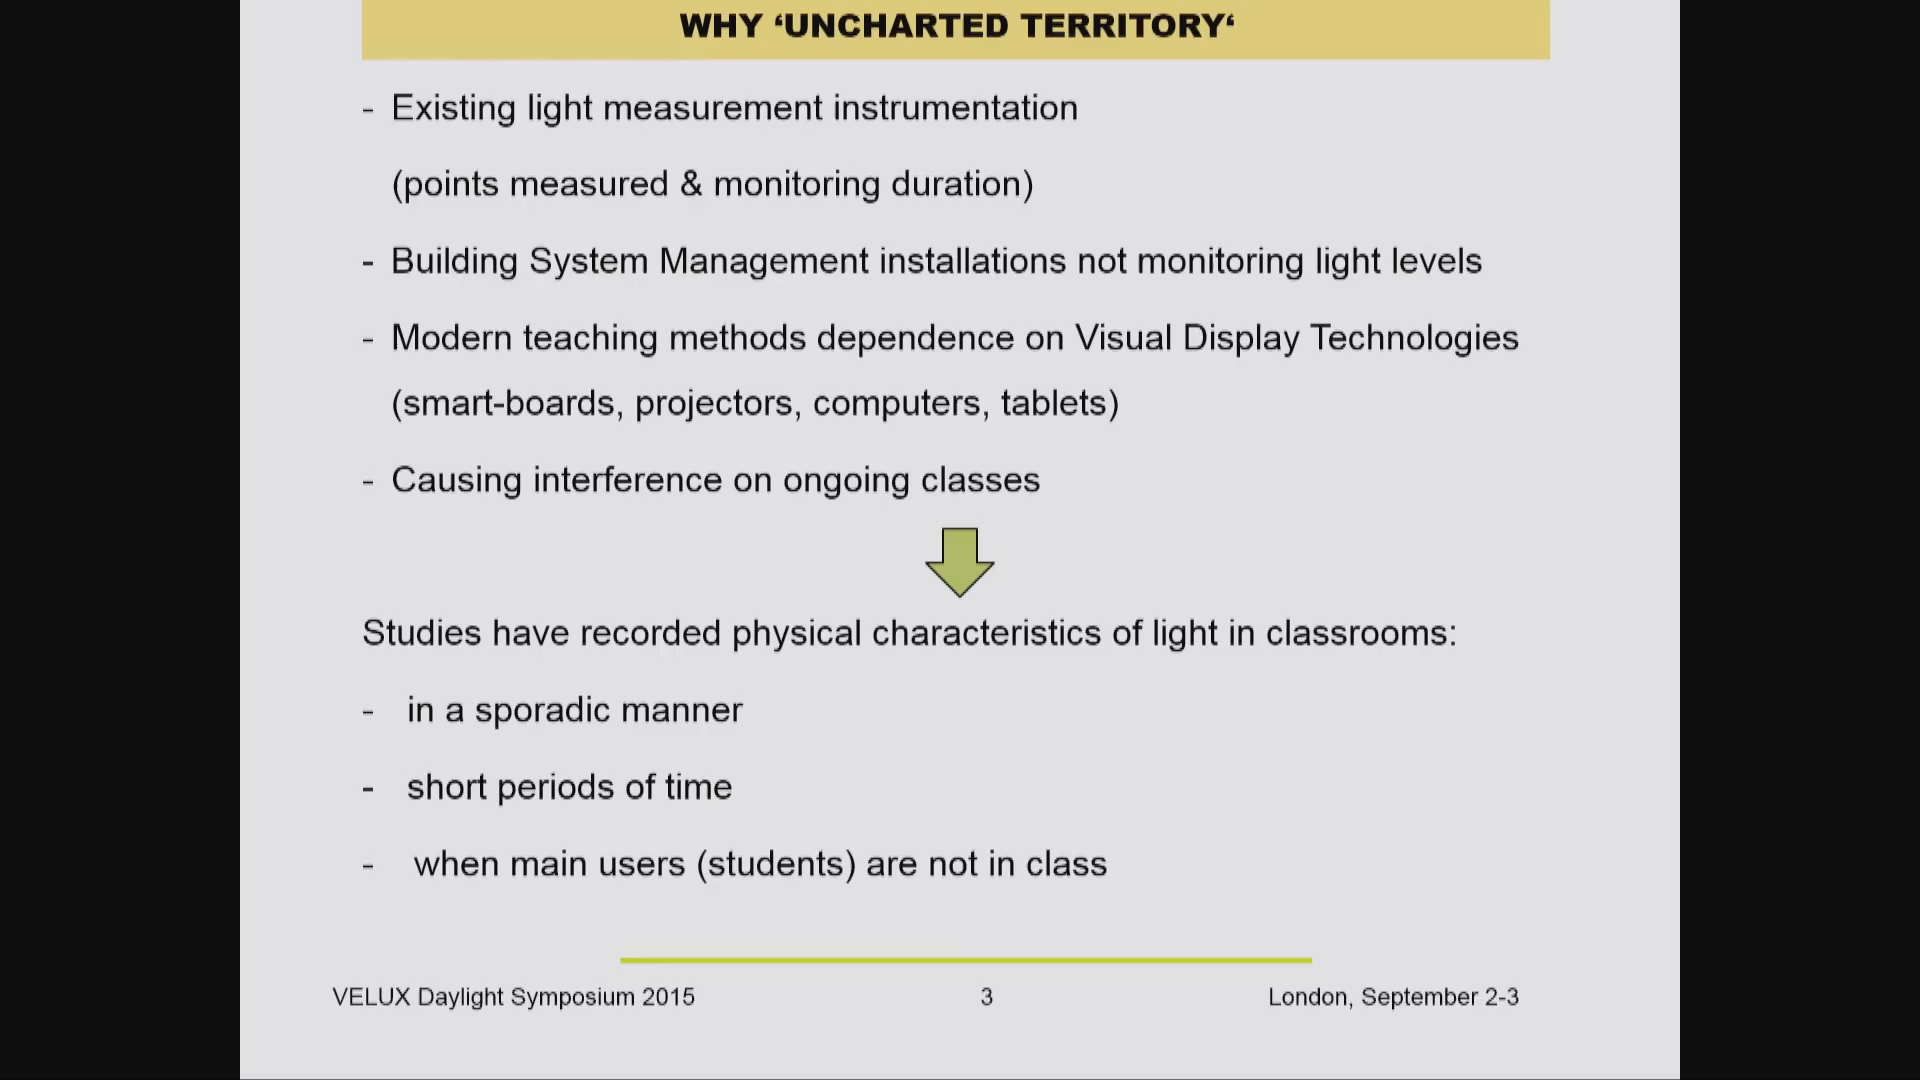 WHY ‘UNCHARTED TERRITORY‘
- Existing light measurement instrumentation
(points measured & monitoring duration)
- Building System Management installations not monitoring light levels
- Modern teaching methods dependence on Visual Display Technologies
(smart-boards, projectors, computers, tablets)
- Causing interference on ongoing classes
Studies have recorded physical characteristics of light in classrooms:
- in a sporadic manner
- short periods of time
- when main users (students) are not in class
VELUX Daylight Symposium 2015 3 London, September 2-3